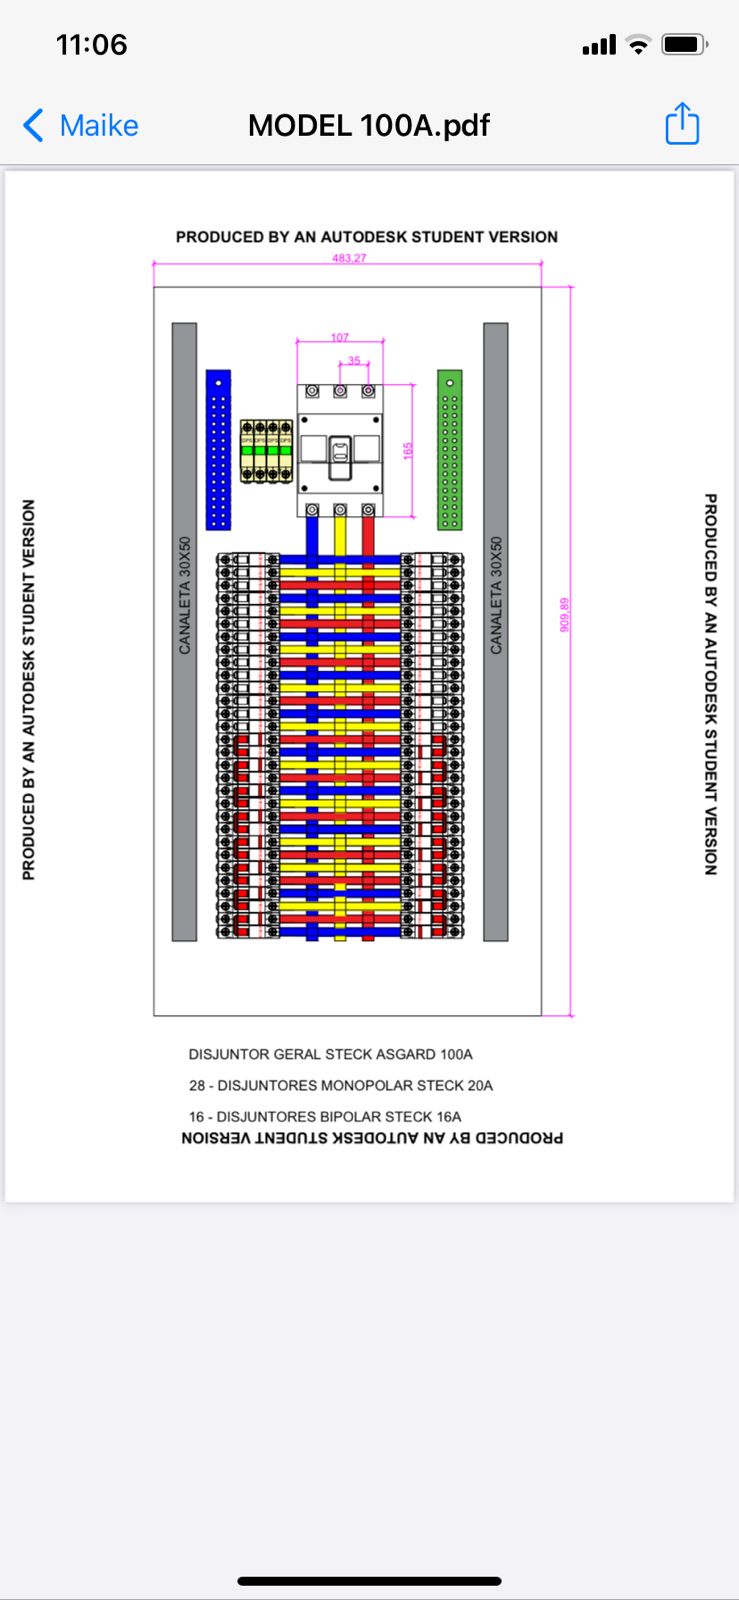 11:06
Maike
MODEL 100A.pdf
PRODUCED BY AN AUTODESK STUDENT VERSION
483,27
107
35
165
DPS DPS DPS DPS
CANALETA 30X50
CANALETA 30X50
909,89
PRODUCED BY AN AUTODESK STUDENT VERSION
PRODUCED BY AN AUTODESK STUDENT VERSION
DISJUNTOR GERAL STECK ASGARD 100A
28 - DISJUNTORES MONOPOLAR STECK 20A
16 - DISJUNTORES BIPOLAR STECK 16A
PRODUCED BY AN AUTODESK STUDENT VERSION